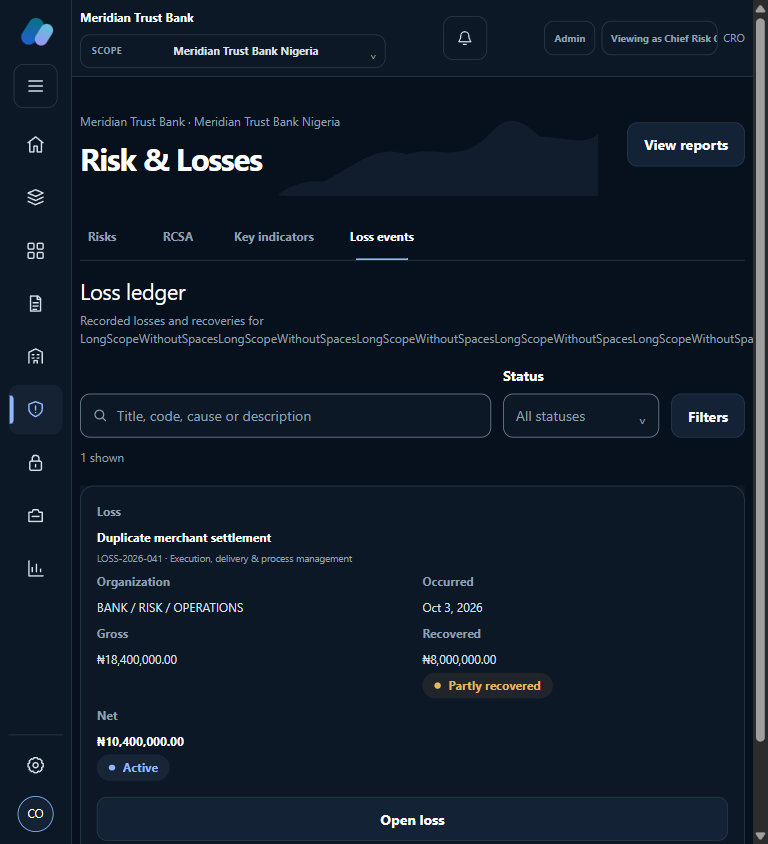 Meridian Trust Bank
SCOPE Meridian Trust Bank Nigeria
Admin
Viewing as Chief Risk
CRO
Meridian Trust Bank · Meridian Trust Bank Nigeria
Risk & Losses
View reports
Risks RCSA Key indicators Loss events
Loss ledger
Recorded losses and recoveries for
LongScopeWithoutSpacesLongScopeWithoutSpacesLongScopeWithoutSpacesLongScopeWithoutSpacesLongScopeWithoutSpa
Status
Title, code, cause or description
All statuses
Filters
1 shown
Loss
Duplicate merchant settlement
LOSS-2026-041 · Execution, delivery & process management
Organization Occurred
BANK / RISK / OPERATIONS Oct 3, 2026
Gross Recovered
₦18,400,000.00 ₦8,000,000.00
Partly recovered
Net
₦10,400,000.00
Active
Open loss
CO